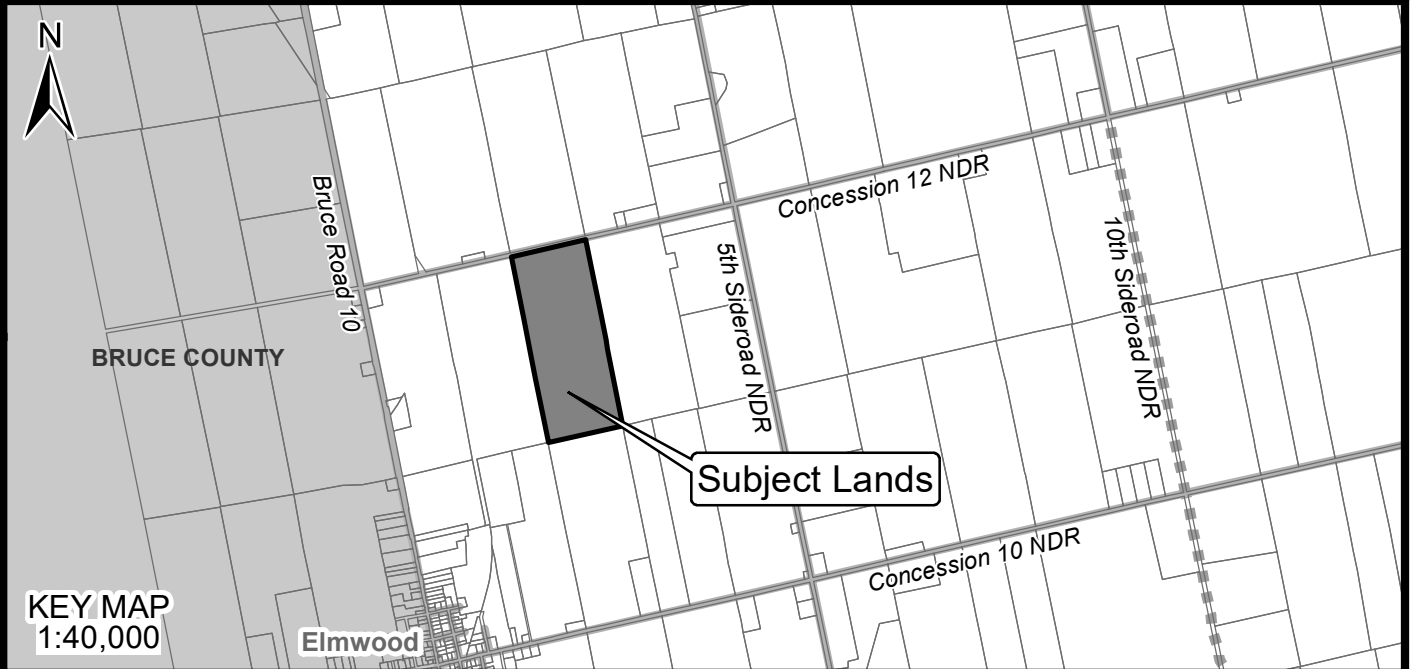 N
Concession 12 NDR
Bruce Road 10
5th Sideroad NDR
10th Sideroad NDR
BRUCE COUNTY
Subject Lands
Concession 10 NDR
KEY MAP
1:40,000
Elmwood